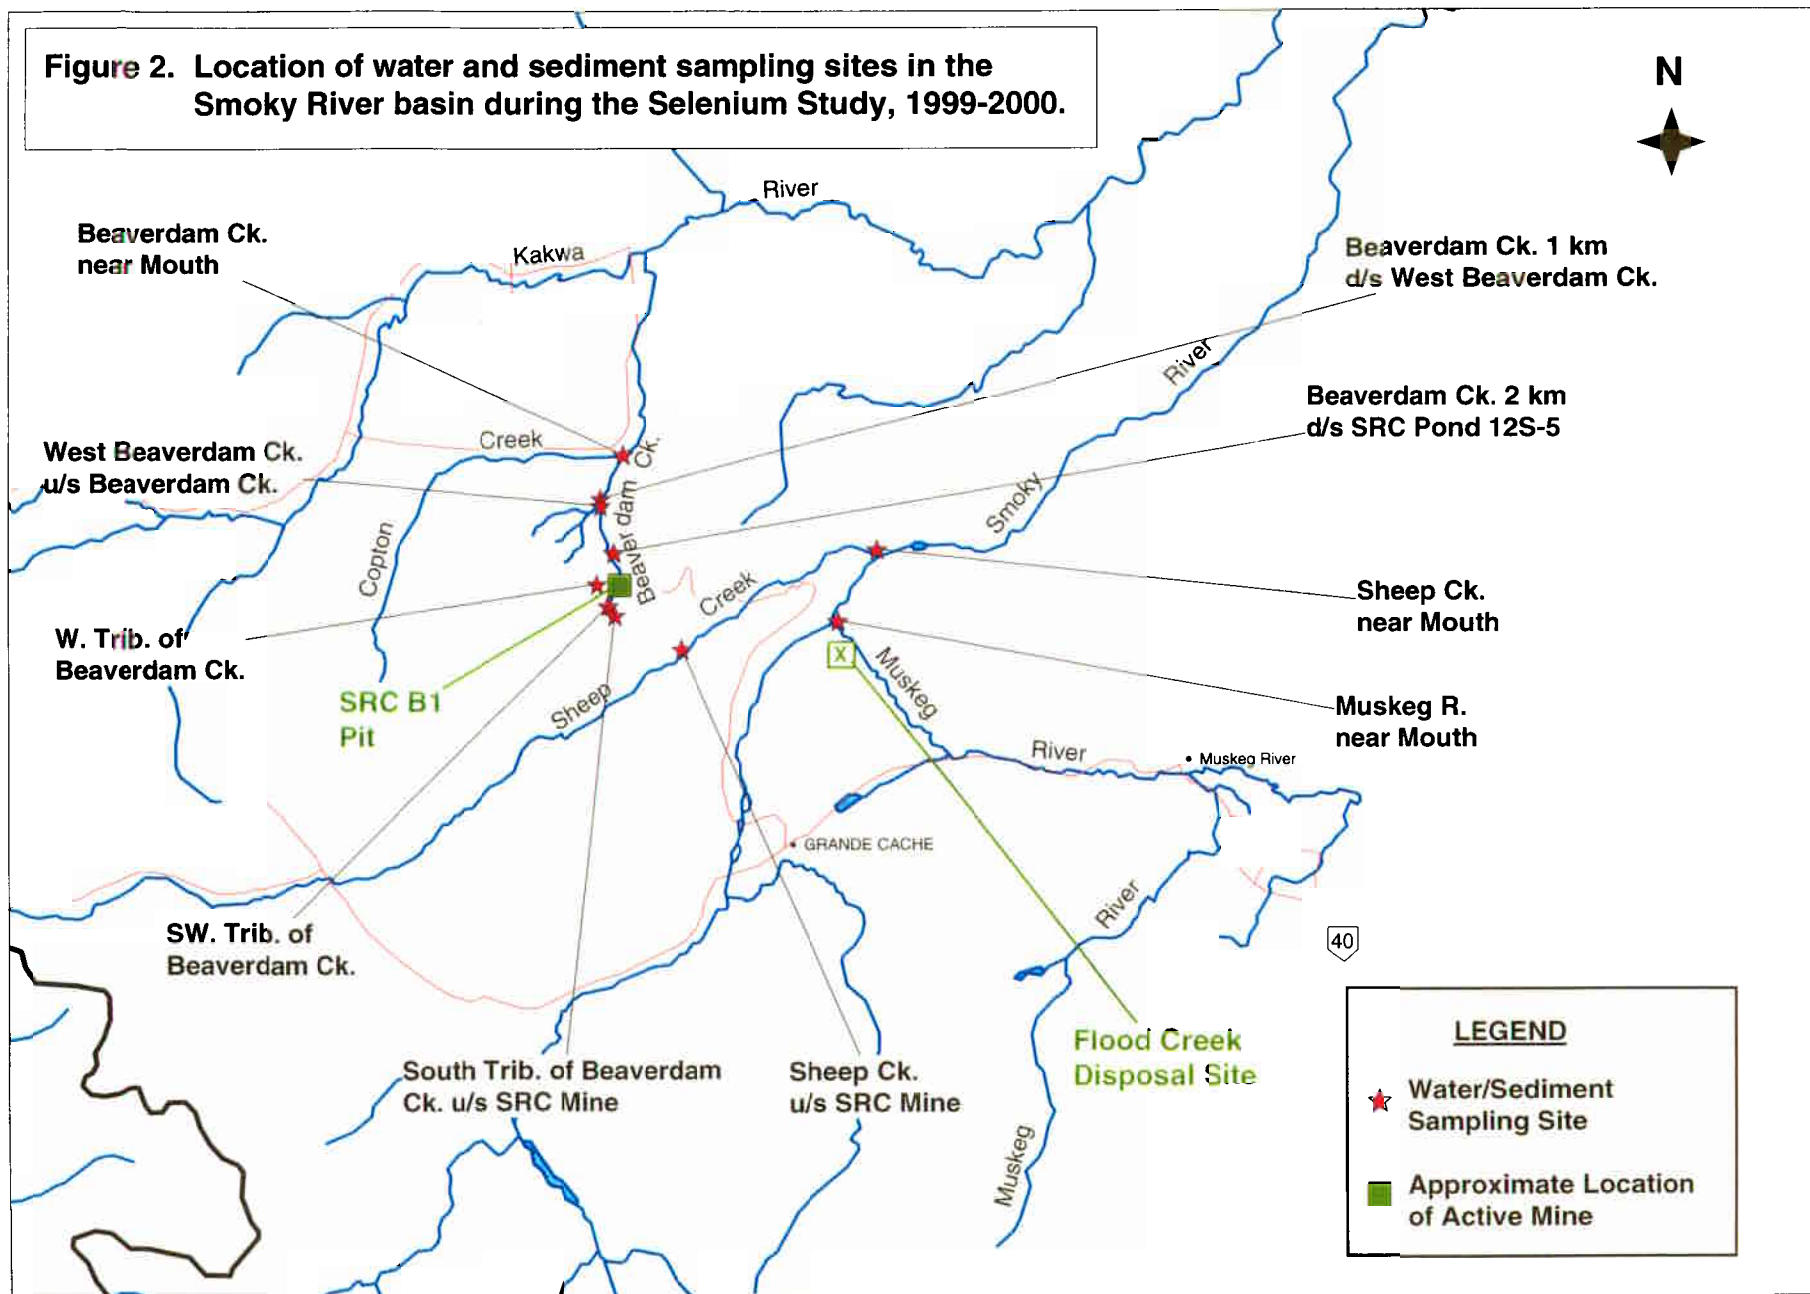 Figure 2. Location of water and sediment sampling sites in the
Smoky River basin during the Selenium Study, 1999-2000.
N
River
Kakwa
Beaverdam Ck.
near Mouth
Beaverdam Ck. 1 km
d/s West Beaverdam Ck.
River
Beaverdam Ck. 2 km
d/s SRC Pond 12S-5
Creek
Ck.
West Beaverdam Ck.
u/s Beaverdam Ck.
Beaver dam
Smoky
Copton
Creek
Sheep Ck.
near Mouth
W. Trib. of
Beaverdam Ck.
X
Muskeg
SRC B1
Pit
Sheep
Muskeg R.
near Mouth
River
Muskeg River
GRANDE CACHE
River
SW. Trib. of
Beaverdam Ck.
40
Flood Creek
Disposal Site
South Trib. of Beaverdam
Ck. u/s SRC Mine
Sheep Ck.
u/s SRC Mine
Muskeg
LEGEND
Water/Sediment
Sampling Site
Approximate Location
of Active Mine